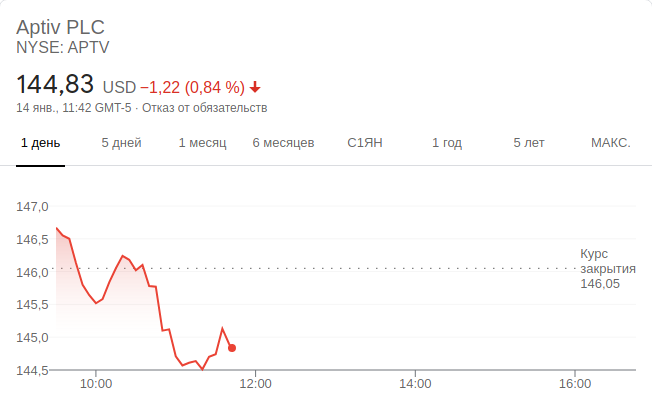 Aptiv PLC
NYSE: APTV
144,83 USD −1,22 (0,84 %)
14 янв., 11:42 GMT-5 · Отказ от обязательств
1 день 5 дней 1 месяц 6 месяцев С1ЯН 1 год 5 лет МАКС.
147,0
146,5
146,0
145,5
145,0
144,5
Курс
закрытия
146,05
10:00 12:00 14:00 16:00